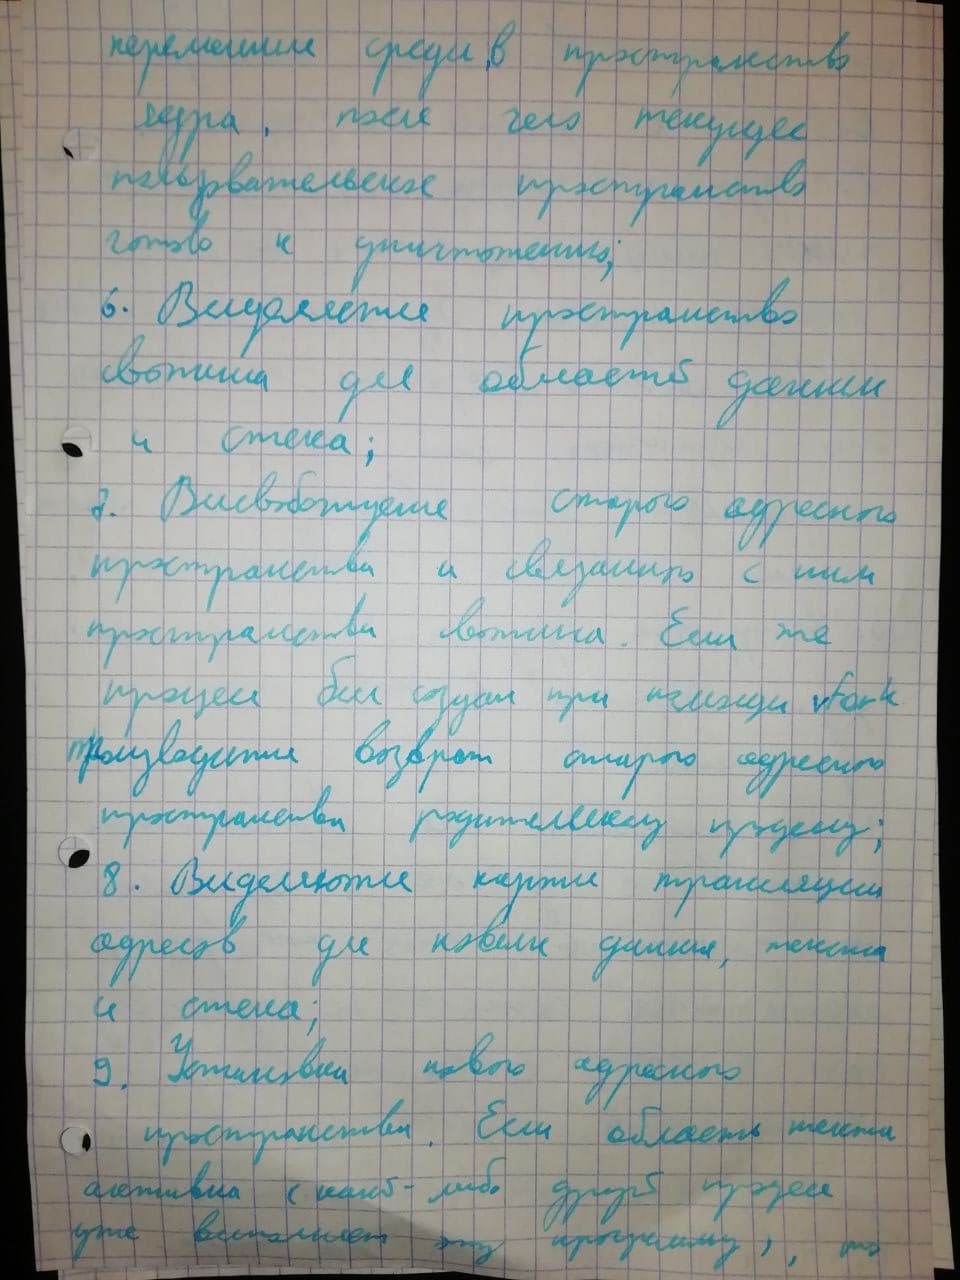 переменные среды в пространство
ядра, после чего текущее
пользовательское пространство
готово к уничтожению;
6. Выделяется пространство
свопинга для областей данных
и стека;
7. Высвобождение старого адресного
пространства и связанного с ним
пространства свопинга. Если же
процесс был создан при помощи vfork
производится возврат старого адресного
пространства родительскому процессу;
8. Выделяются карты трансляции
адресов для новых данных, текста
и стека;
9. Установка нового адресного
пространства. Если область текста
активна (какой-либо другой процесс
уже выполняет эту программу), то